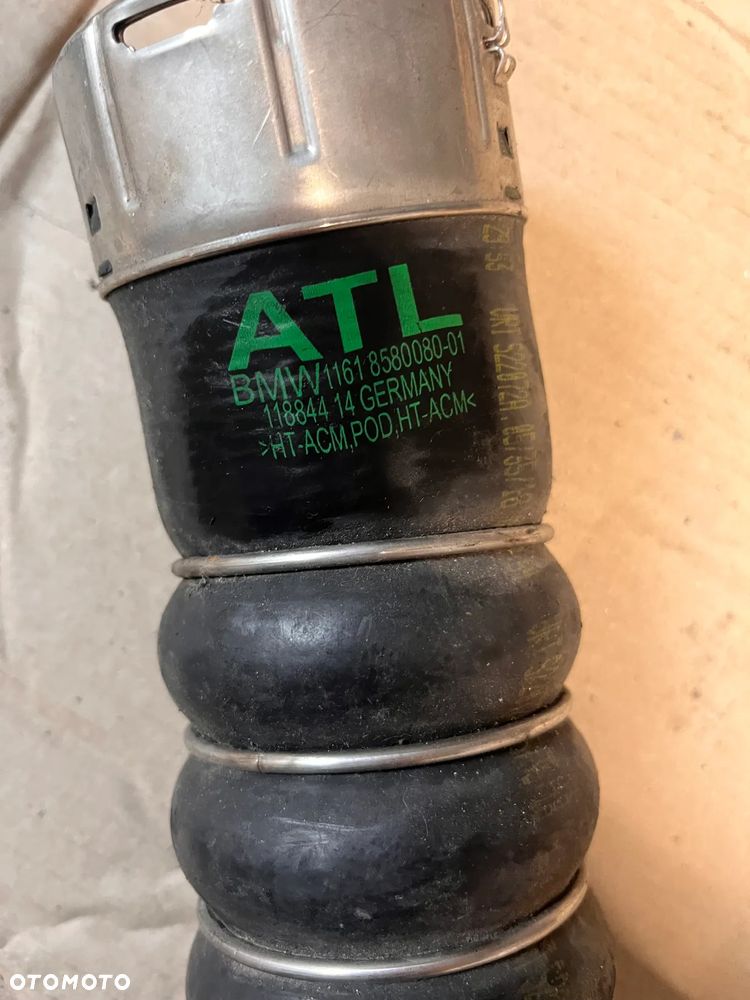 ATL
BMW 1161 8580080-01
118844 14 GERMANY
>HT-ACM,POD,HT-ACM<
OTOMOTO